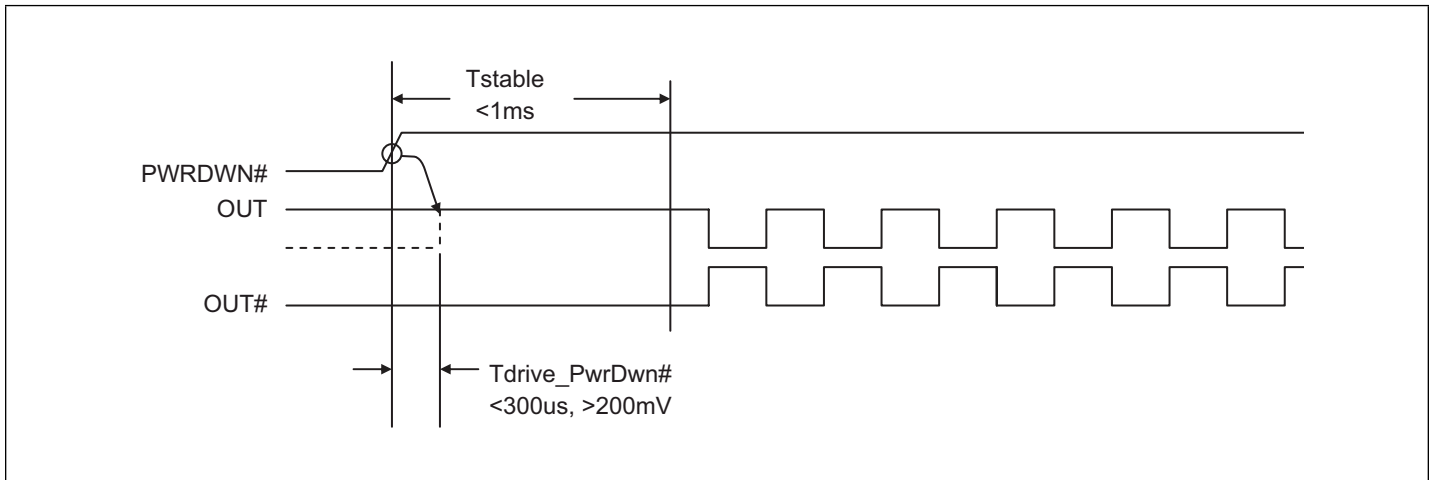 Tstable
<1ms
PWRDWN#
OUT
OUT#
Tdrive_PwrDwn#
<300us, >200mV